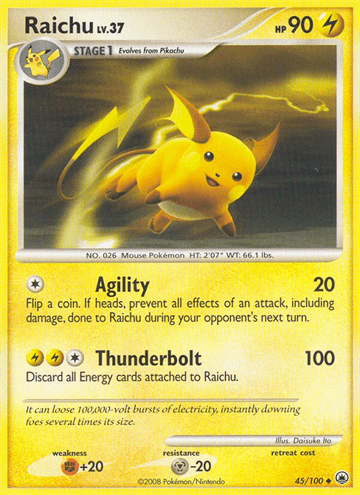 Raichu LV.37 HP 90
STAGE 1 Evolves from Pikachu
NO. 026 Mouse Pokémon HT: 2'07" WT: 66.1 lbs.
Agility 20
Flip a coin. If heads, prevent all effects of an attack, including
damage, done to Raichu during your opponent's next turn.
Thunderbolt 100
Discard all Energy cards attached to Raichu.
It can loose 100,000-volt bursts of electricity, instantly downing
foes several times its size.
weakness resistance retreat cost
+20 -20
Illus. Daisuke Ito
©2008 Pokémon/Nintendo 45/100